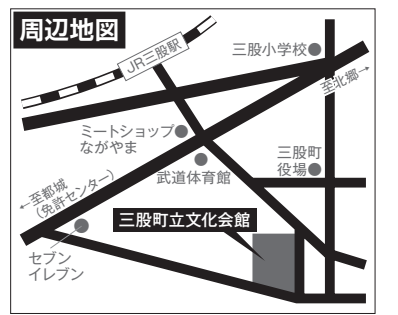 周辺地図
JR三股駅
三股小学校
至北郷→
ミートショップ
ながやま
武道体育館
三股町
役場
←至都城
(免許センター)
三股町立文化会館
セブン
イレブン